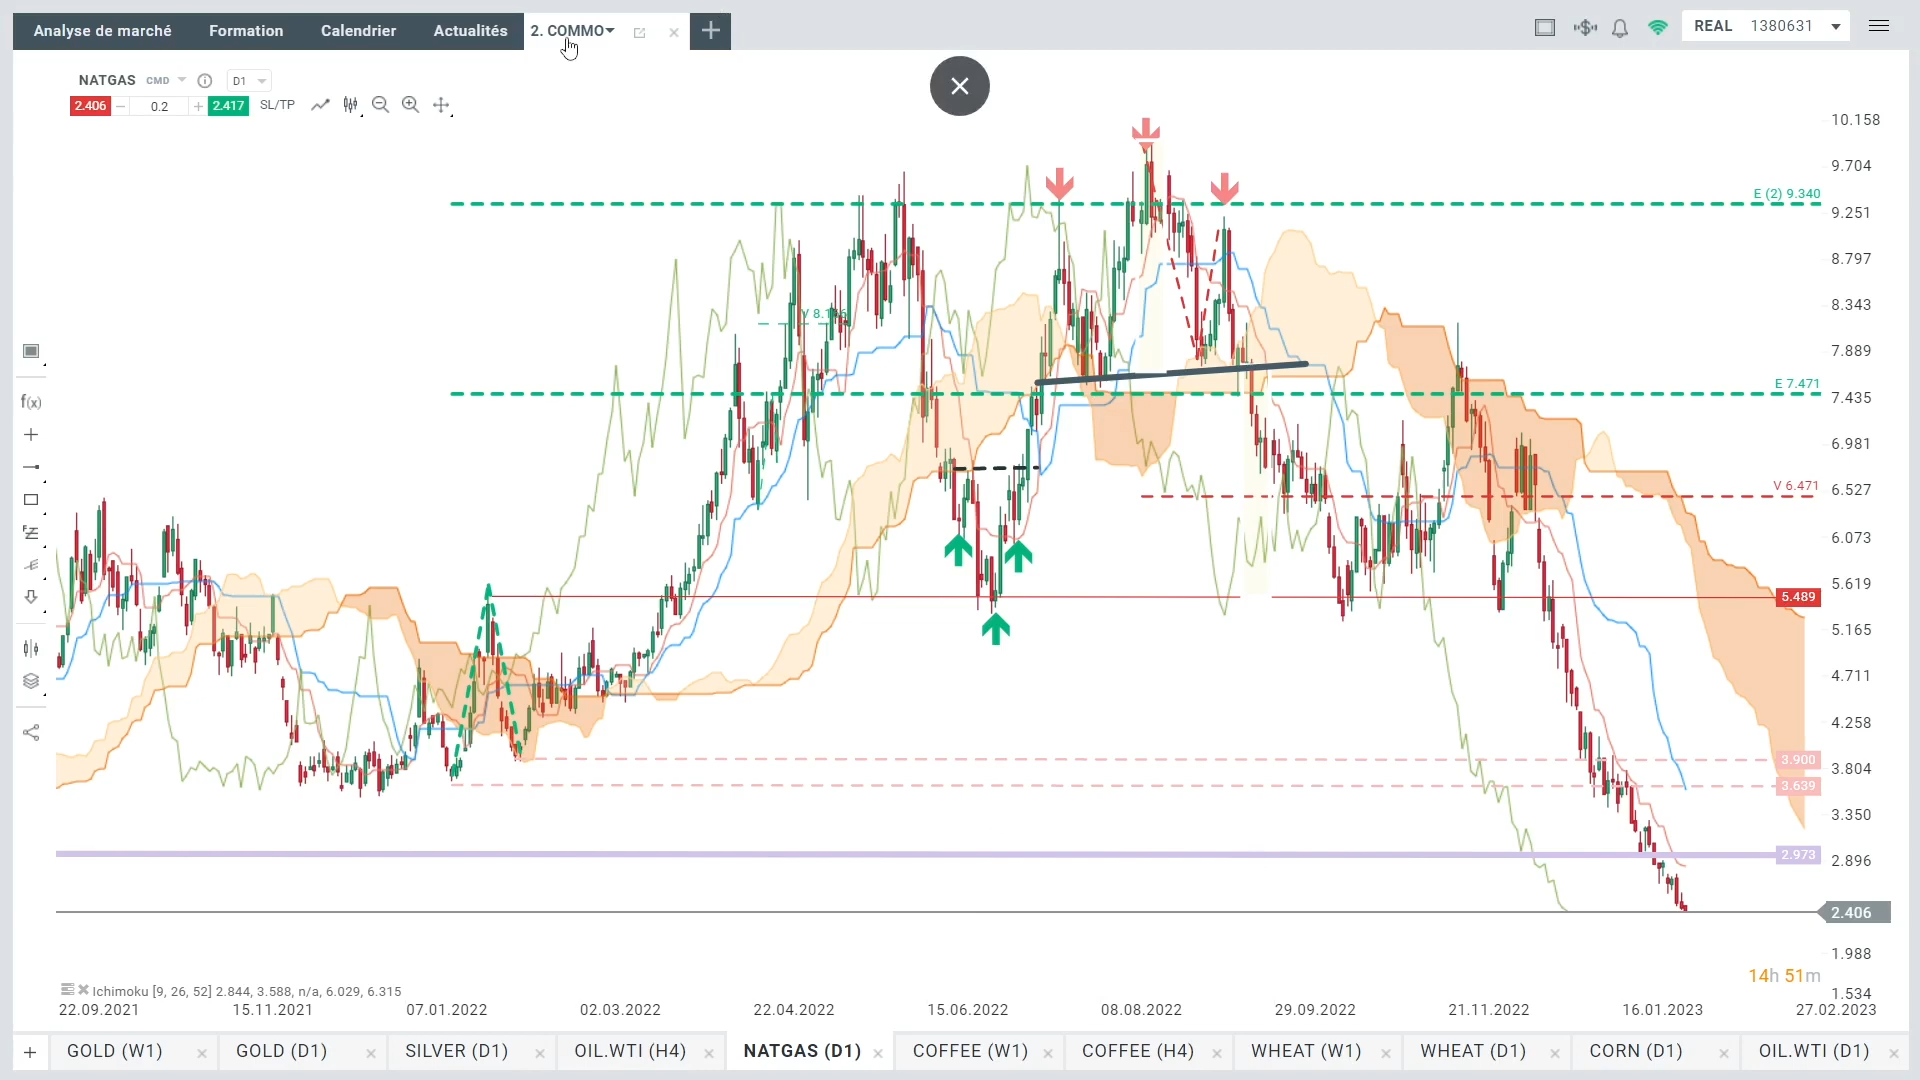 Analyse de marché Formation Calendrier Actualités 2. COMMO
REAL 1380631
NATGAS CMD D1
2.406 0.2 2.417 SL/TP
10.158
9.704
E (2) 9.340
9.251
8.797
8.343
7.889
E 7.471
7.435
6.981
V 6.471
6.527
6.073
5.619
5.489
5.165
4.711
4.258
3.900
3.804
3.639
3.350
2.973
2.896
2.406
1.988
14h 51m
1.534
f(x)
Ichimoku [9, 26, 52] 2.844, 3.588, n/a, 6.029, 6.315
22.09.2021 15.11.2021 07.01.2022 02.03.2022 22.04.2022 15.06.2022 08.08.2022 29.09.2022 21.11.2022 16.01.2023 27.02.2023
GOLD (W1) GOLD (D1) SILVER (D1) OIL.WTI (H4) NATGAS (D1) COFFEE (W1) COFFEE (H4) WHEAT (W1) WHEAT (D1) CORN (D1) OIL.WTI (D1)